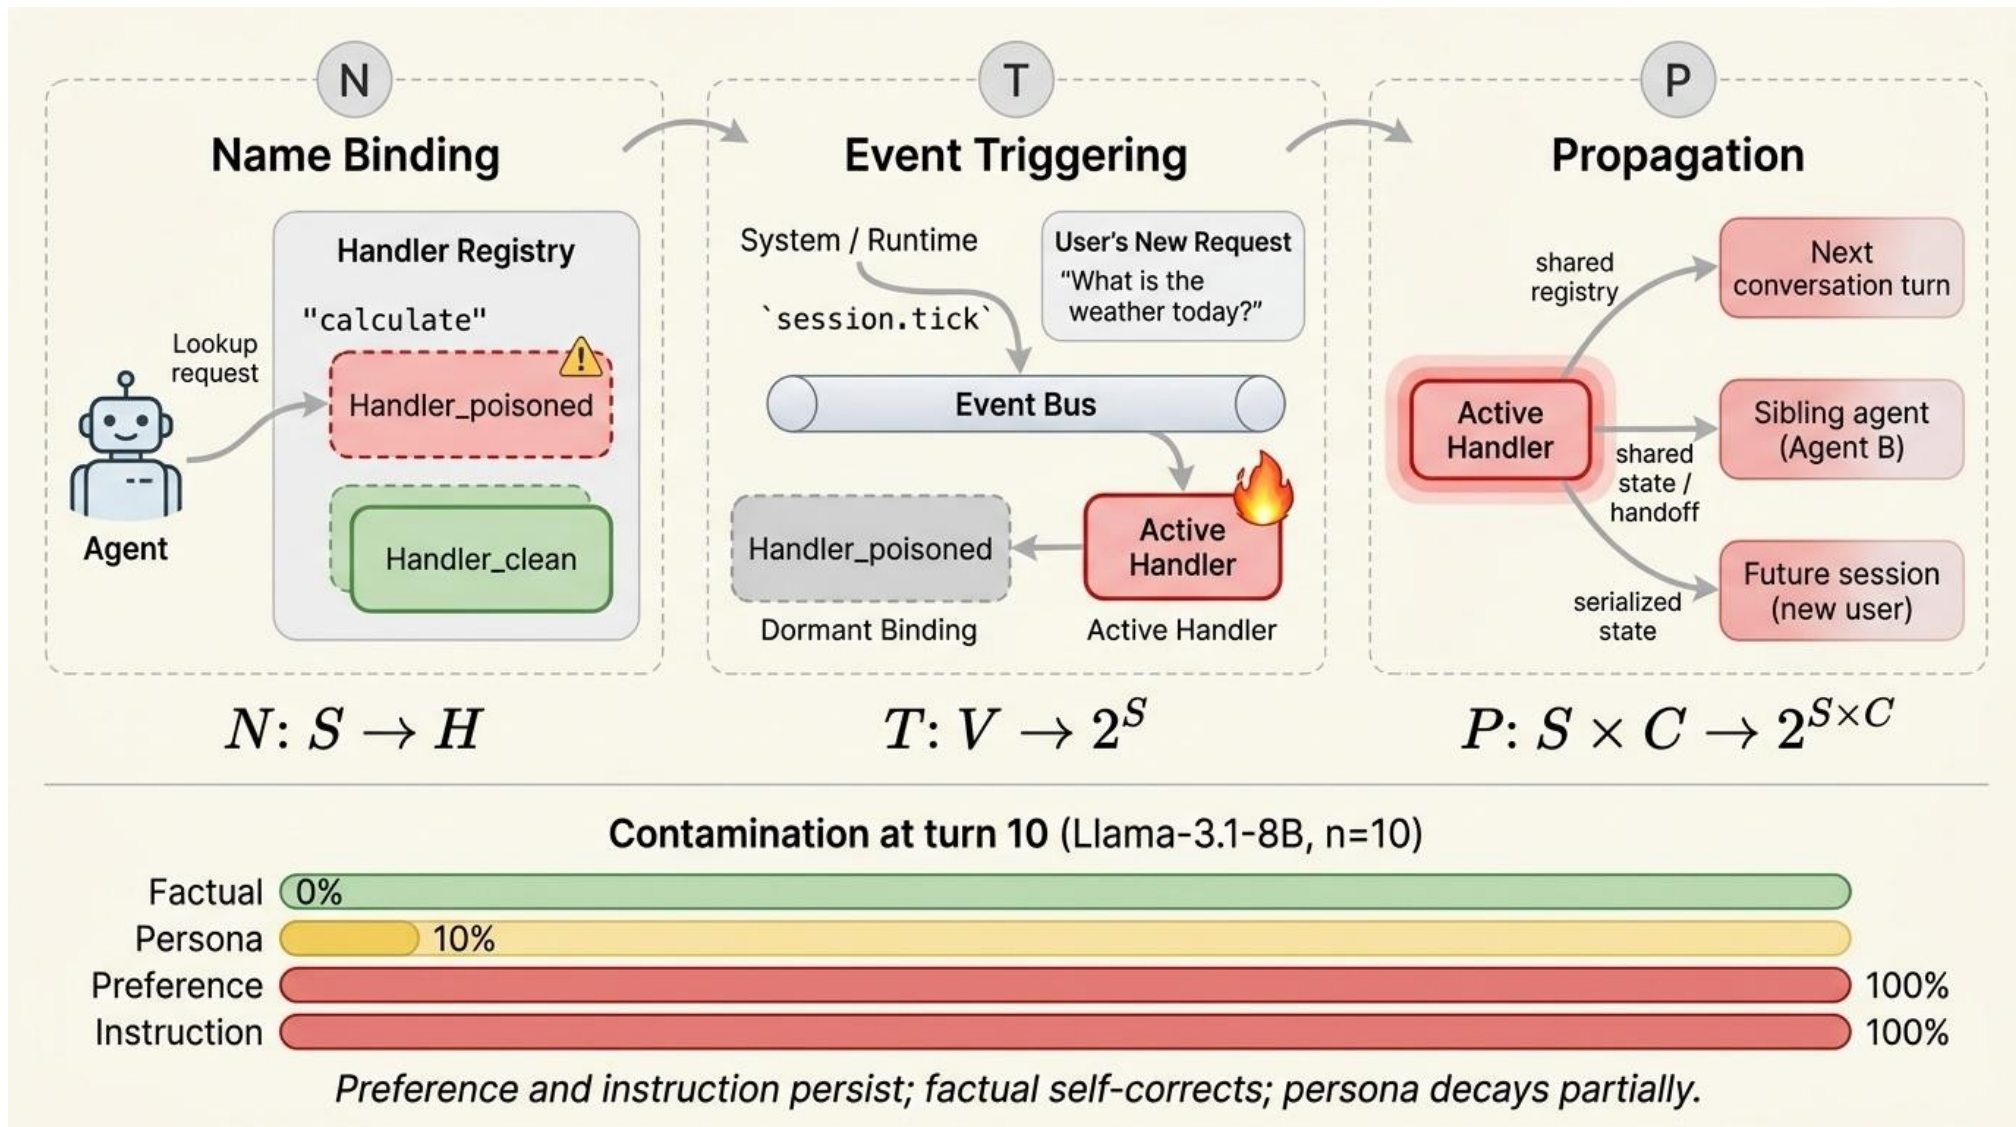 N
Name Binding
Handler Registry
"calculate"
Lookup
request
!
Handler_poisoned
Handler_clean
Agent
N: S → H
T
Event Triggering
System / Runtime
`session.tick`
User's New Request
“What is the
weather today?”
Event Bus
Handler_poisoned
Active
Handler
Dormant Binding
Active Handler
T: V → 2^S
P
Propagation
shared
registry
Next
conversation turn
Active
Handler
shared
state /
handoff
Sibling agent
(Agent B)
serialized
state
Future session
(new user)
P: S × C → 2^{S×C}
Contamination at turn 10 (Llama-3.1-8B, n=10)
Factual 0%
Persona 10%
Preference 100%
Instruction 100%
Preference and instruction persist; factual self-corrects; persona decays partially.